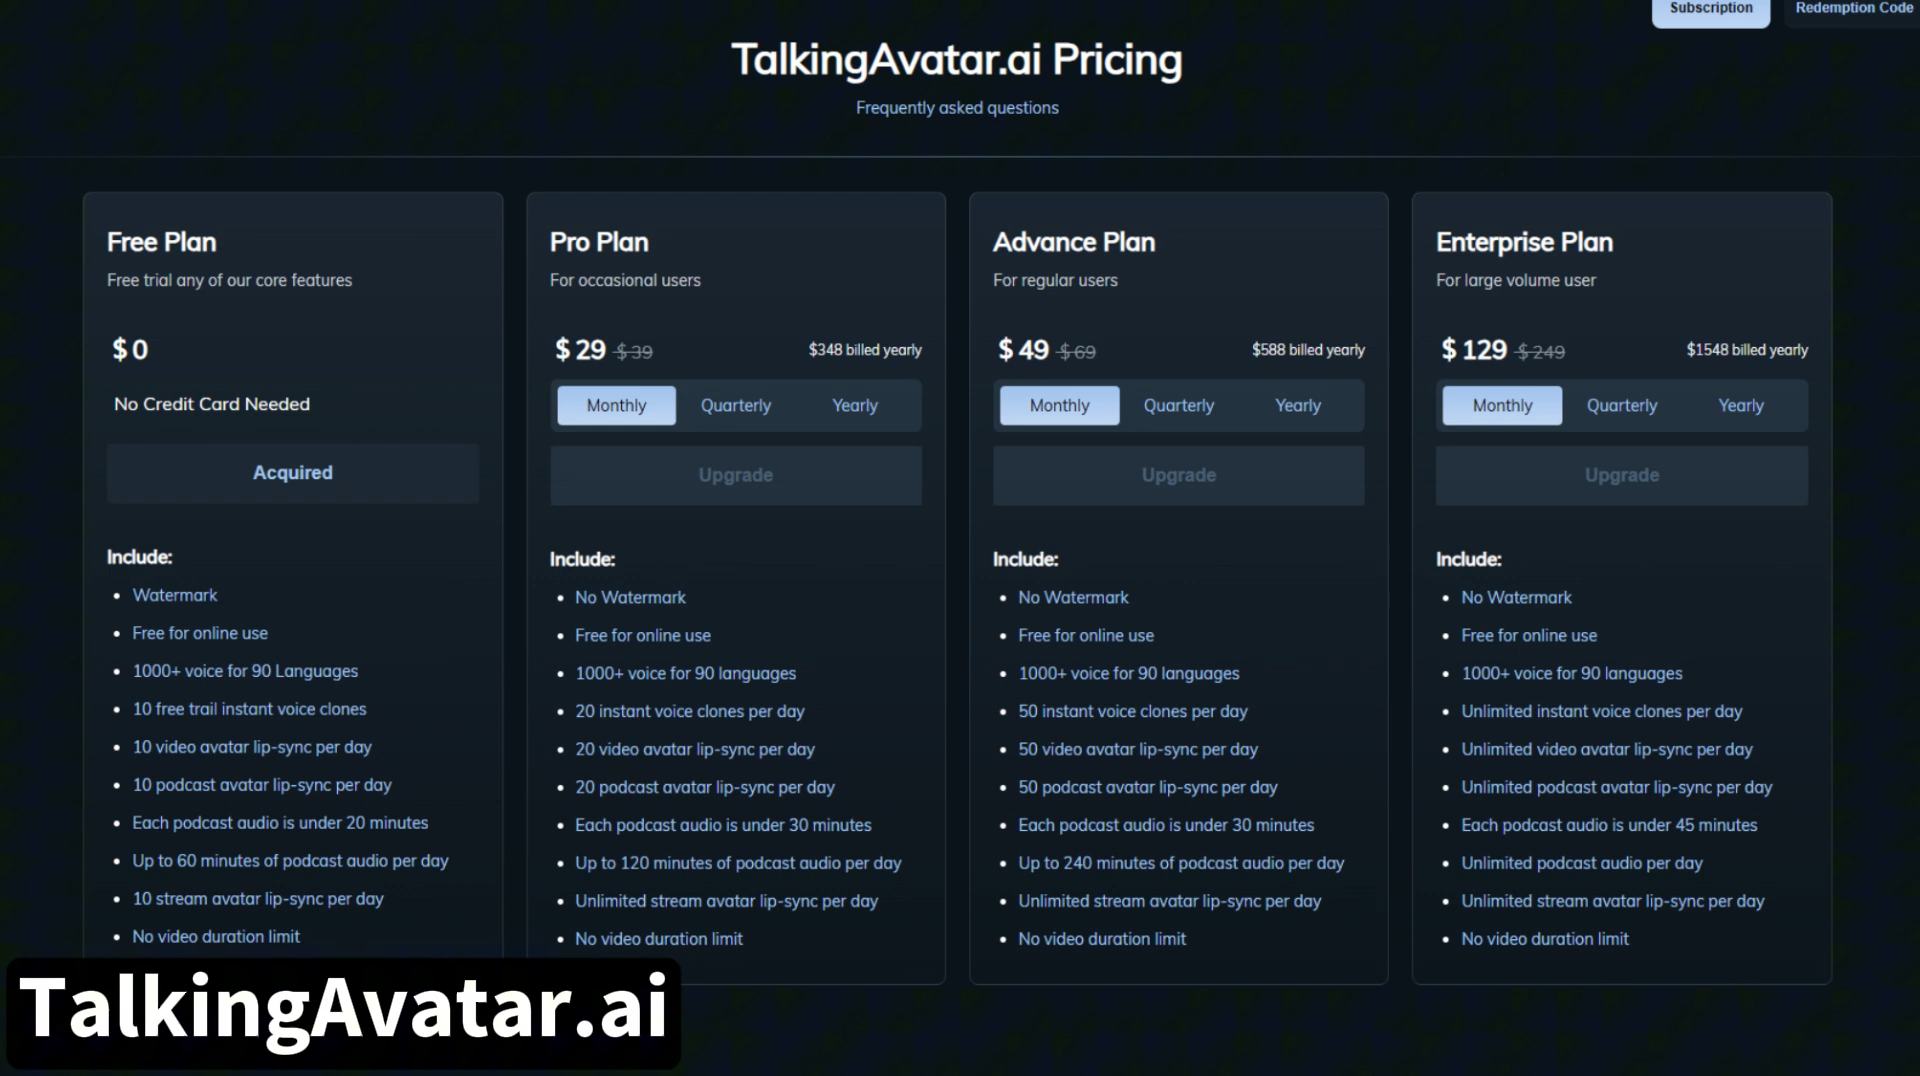 Subscription
Redemption Code
TalkingAvatar.ai Pricing
Frequently asked questions
Free Plan
Free trial any of our core features
$ 0
No Credit Card Needed
Acquired
Include:
Watermark
Free for online use
1000+ voice for 90 Languages
10 free trail instant voice clones
10 video avatar lip-sync per day
10 podcast avatar lip-sync per day
Each podcast audio is under 20 minutes
Up to 60 minutes of podcast audio per day
10 stream avatar lip-sync per day
No video duration limit
Pro Plan
For occasional users
$ 29 $ 39 $348 billed yearly
Monthly Quarterly Yearly
Upgrade
Include:
No Watermark
Free for online use
1000+ voice for 90 languages
20 instant voice clones per day
20 video avatar lip-sync per day
20 podcast avatar lip-sync per day
Each podcast audio is under 30 minutes
Up to 120 minutes of podcast audio per day
Unlimited stream avatar lip-sync per day
No video duration limit
Advance Plan
For regular users
$ 49 $ 69 $588 billed yearly
Monthly Quarterly Yearly
Upgrade
Include:
No Watermark
Free for online use
1000+ voice for 90 languages
50 instant voice clones per day
50 video avatar lip-sync per day
50 podcast avatar lip-sync per day
Each podcast audio is under 30 minutes
Up to 240 minutes of podcast audio per day
Unlimited stream avatar lip-sync per day
No video duration limit
Enterprise Plan
For large volume user
$ 129 $ 249 $1548 billed yearly
Monthly Quarterly Yearly
Upgrade
Include:
No Watermark
Free for online use
1000+ voice for 90 languages
Unlimited instant voice clones per day
Unlimited video avatar lip-sync per day
Unlimited podcast avatar lip-sync per day
Each podcast audio is under 45 minutes
Unlimited podcast audio per day
Unlimited stream avatar lip-sync per day
No video duration limit
TalkingAvatar.ai